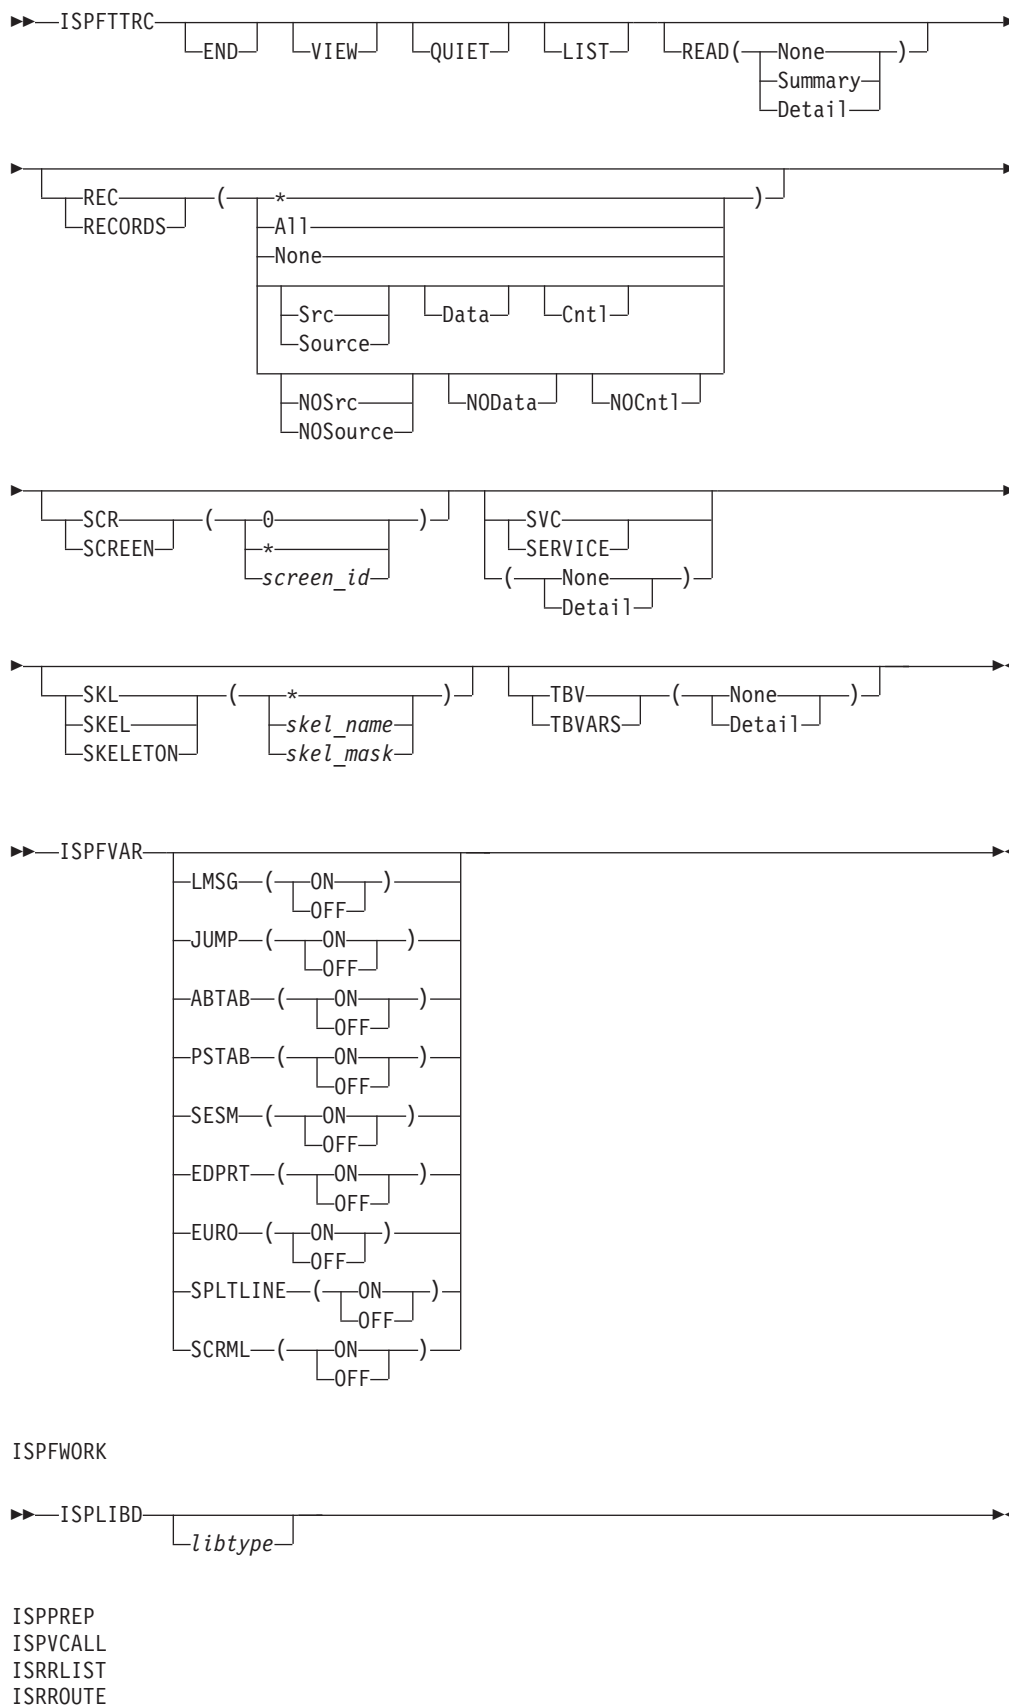 ISPFTTRC
END VIEW QUIET LIST READ( None )
Summary
Detail
REC ( * )
RECORDS All
None
Src Data Cntl
Source
NOSrc NOData NOCntl
NOSource
SCR ( 0 ) SVC
SCREEN * SERVICE
screen_id ( None )
Detail
SKL ( * ) TBV ( None )
SKEL skel_name TBVARS Detail
SKELETON skel_mask
ISPFVAR
LMSG ( ON )
OFF
JUMP ( ON )
OFF
ABTAB ( ON )
OFF
PSTAB ( ON )
OFF
SESM ( ON )
OFF
EDPRT ( ON )
OFF
EURO ( ON )
OFF
SPLTLINE ( ON )
OFF
SCRML ( ON )
OFF
ISPFWORK
ISPLIBD
libtype
ISPPREP
ISPVCALL
ISRRLIST
ISRROUTE